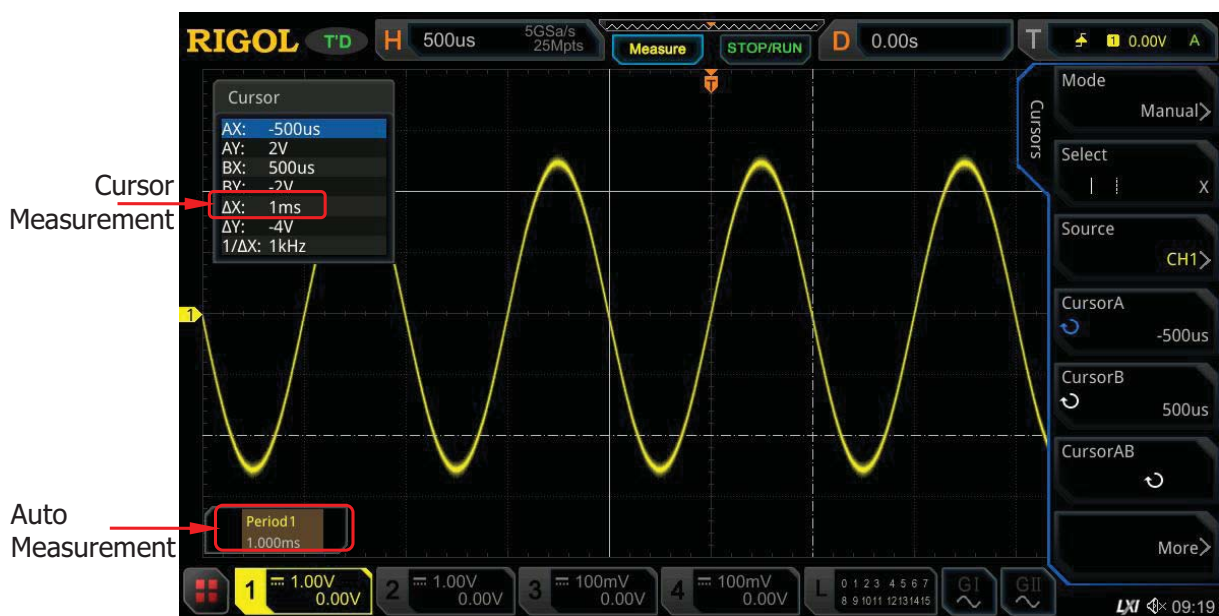 RIGOL T'D H 500us 5GSa/s 25Mpts Measure STOP/RUN D 0.00s T 1 0.00V A
Cursor
AX: -500us
AY: 2V
BX: 500us
BY: -2V
ΔX: 1ms
ΔY: -4V
1/ΔX: 1kHz
Cursor
Measurement
T
1
Auto
Measurement
Period1
1.000ms
Cursors
Mode
Manual>
Select
X
Source
CH1>
CursorA
-500us
CursorB
500us
CursorAB
More>
1 1.00V
0.00V
2 1.00V
0.00V
3 100mV
0.00V
4 100mV
0.00V
L 0 1 2 3 4 5 6 7
8 9 10 11 12 13 14 15
GI
GII
LXI 09:19